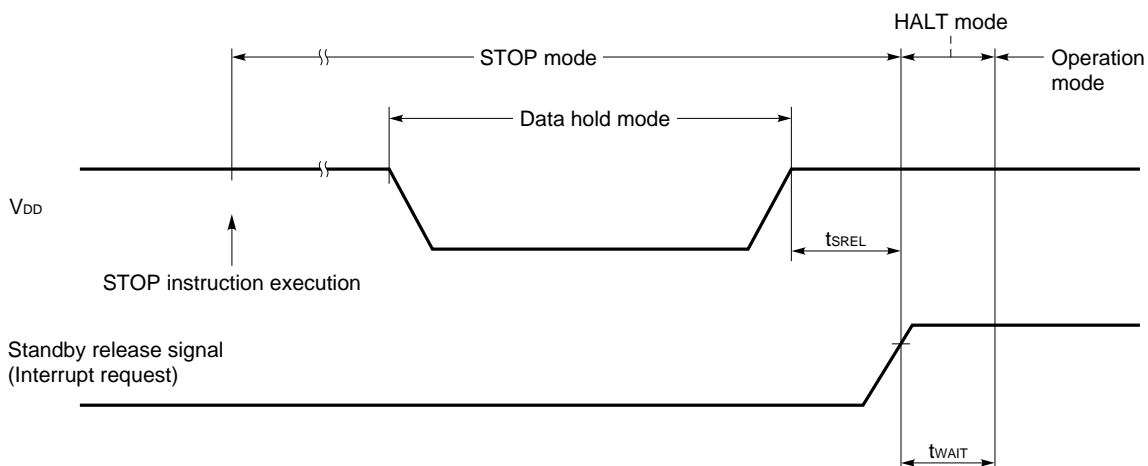 HALT mode
STOP mode
Operation
mode
Data hold mode
VDD
tSREL
STOP instruction execution
Standby release signal
(Interrupt request)
tWAIT